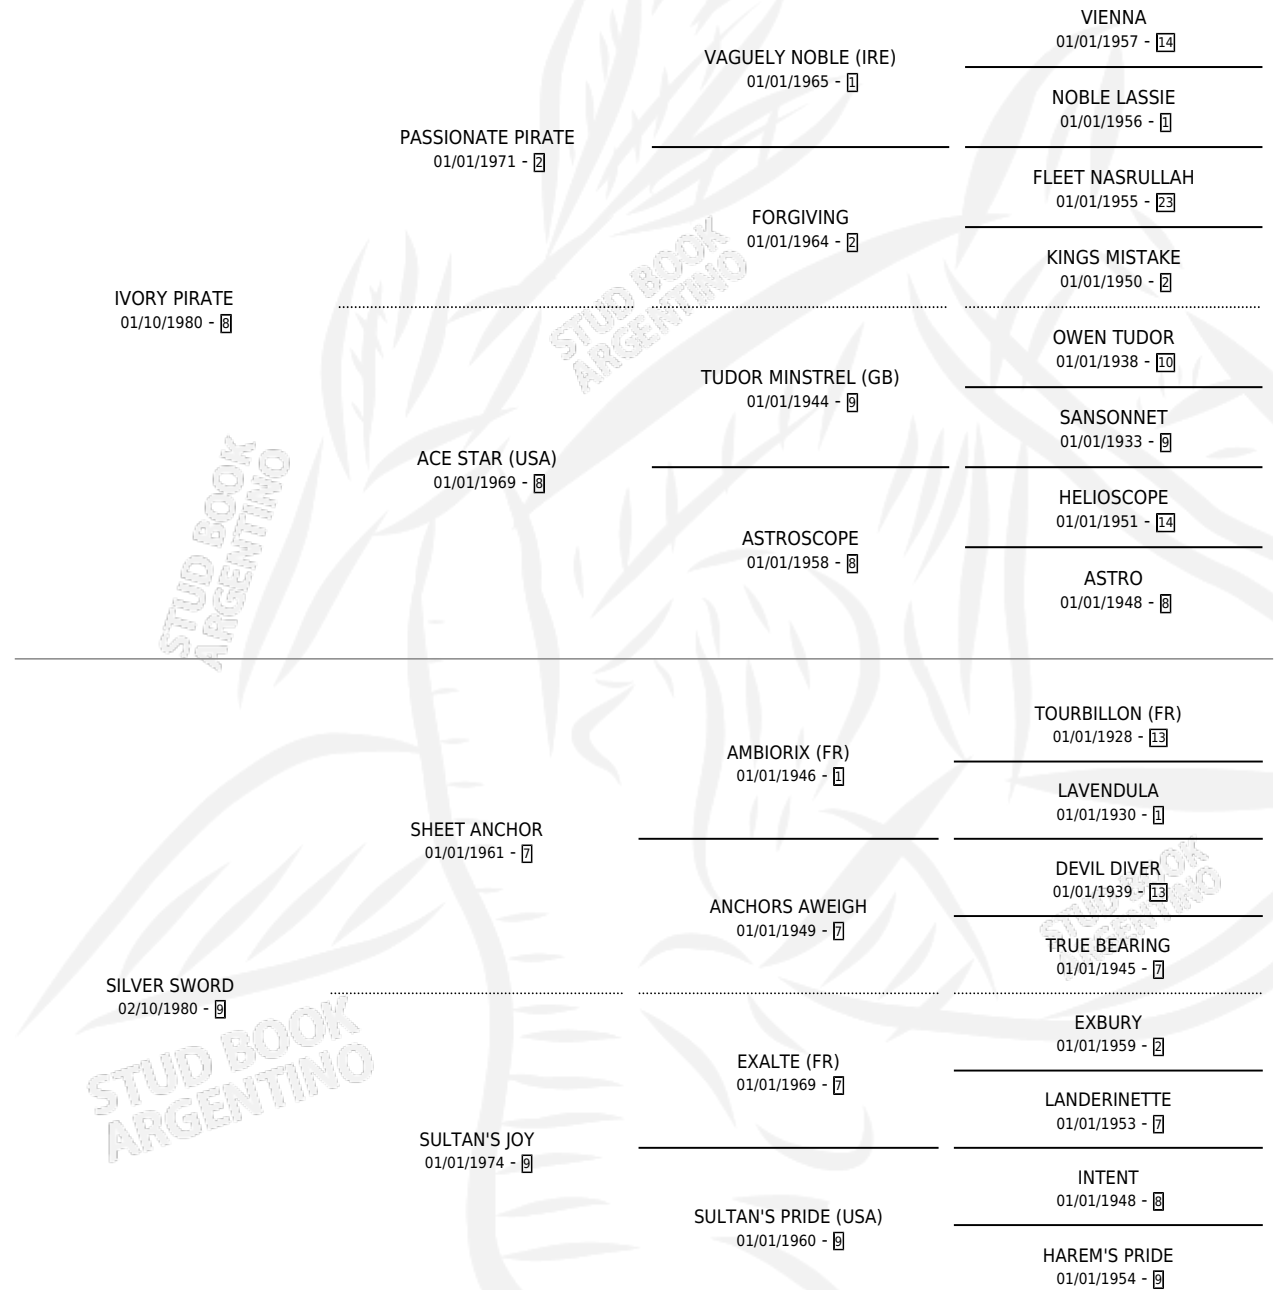 VIENNA
01/01/1957 - 14
VAGUELY NOBLE (IRE)
01/01/1965 - 1
NOBLE LASSIE
01/01/1956 - 1
PASSIONATE PIRATE
01/01/1971 - 2
FLEET NASRULLAH
01/01/1955 - 23
FORGIVING
01/01/1964 - 2
KINGS MISTAKE
01/01/1950 - 2
IVORY PIRATE
01/10/1980 - 8
OWEN TUDOR
01/01/1938 - 10
TUDOR MINSTREL (GB)
01/01/1944 - 9
SANSONNET
01/01/1933 - 9
ACE STAR (USA)
01/01/1969 - 8
HELIOSCOPE
01/01/1951 - 14
ASTROSCOPE
01/01/1958 - 8
ASTRO
01/01/1948 - 8
STUD BOOK
ARGENTINO
STUD BOOK
ARGENTINO
TOURBILLON (FR)
01/01/1928 - 13
AMBIORIX (FR)
01/01/1946 - 1
LAVENDULA
01/01/1930 - 1
SHEET ANCHOR
01/01/1961 - 7
DEVIL DIVER
01/01/1939 - 13
ANCHORS AWEIGH
01/01/1949 - 7
TRUE BEARING
01/01/1945 - 7
SILVER SWORD
02/10/1980 - 9
EXBURY
01/01/1959 - 2
EXALTE (FR)
01/01/1969 - 7
LANDERINETTE
01/01/1953 - 7
SULTAN'S JOY
01/01/1974 - 9
INTENT
01/01/1948 - 8
SULTAN'S PRIDE (USA)
01/01/1960 - 9
HAREM'S PRIDE
01/01/1954 - 9
STUD BOOK
ARGENTINO
STUD BOOK
ARGENTINO